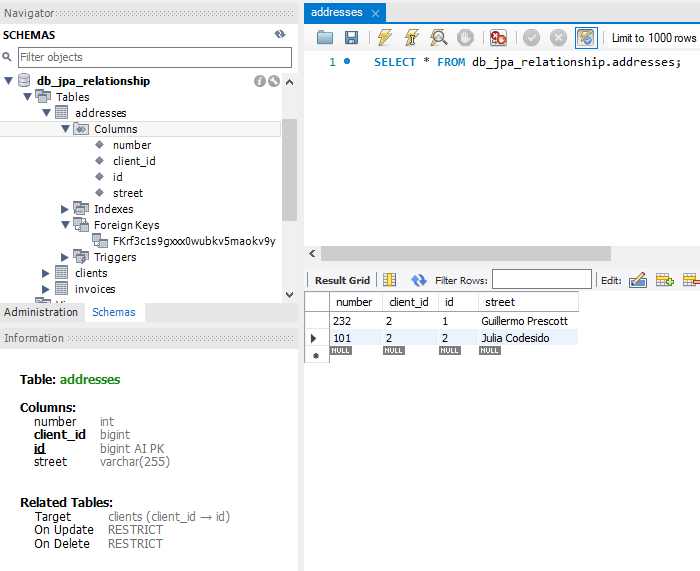 Navigator
SCHEMAS
Filter objects
db_jpa_relationship
Tables
addresses
Columns
number
client_id
id
street
Indexes
Foreign Keys
FKrf3c1s9gxxx0wubkv5maokv9y
Triggers
clients
invoices
Administration Schemas
Information
Table: addresses
Columns:
number int
client_id bigint
id bigint AI PK
street varchar(255)
Related Tables:
Target clients (client_id → id)
On Update RESTRICT
On Delete RESTRICT
addresses
Limit to 1000 rows
1 SELECT * FROM db_jpa_relationship.addresses;
Result Grid Filter Rows: Edit:
number client_id id street
232 2 1 Guillermo Prescott
101 2 2 Julia Codesido
NULL NULL NULL NULL